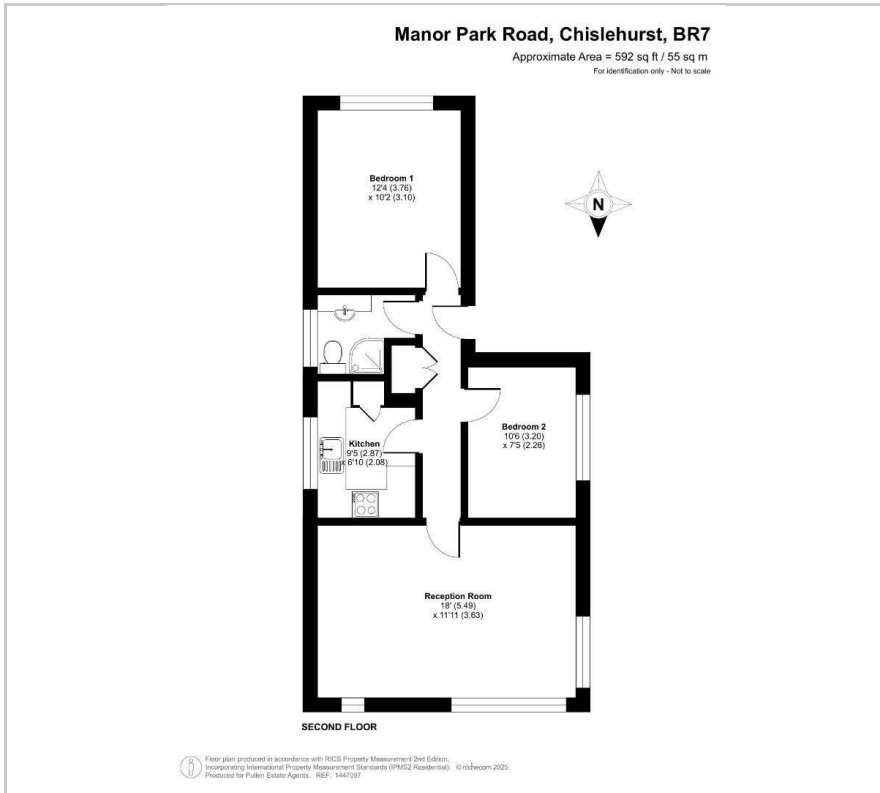 Manor Park Road, Chislehurst, BR7
Approximate Area = 592 sq ft / 55 sq m
For identification only - Not to scale
Bedroom 1
12'4 (3.76)
x 10'2 (3.10)
N
Bedroom 2
10'6 (3.20)
x 7'5 (2.26)
Kitchen
9'5 (2.87)
x 6'10 (2.08)
Reception Room
18' (5.49)
x 11'11 (3.63)
SECOND FLOOR
Floor plan produced in accordance with RICS Property Measurement 2nd Edition,
Incorporating International Property Measurement Standards (IPMS2 Residential). © nichecom 2025.
Produced for Pullen Estate Agents. REF: 1447097